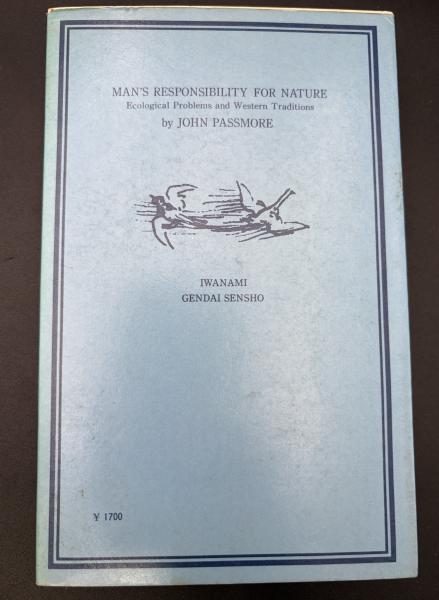 MAN'S RESPONSIBILITY FOR NATURE
Ecological Problems and Western Traditions
by JOHN PASSMORE
IWANAMI
GENDAI SENSHO
¥ 1700